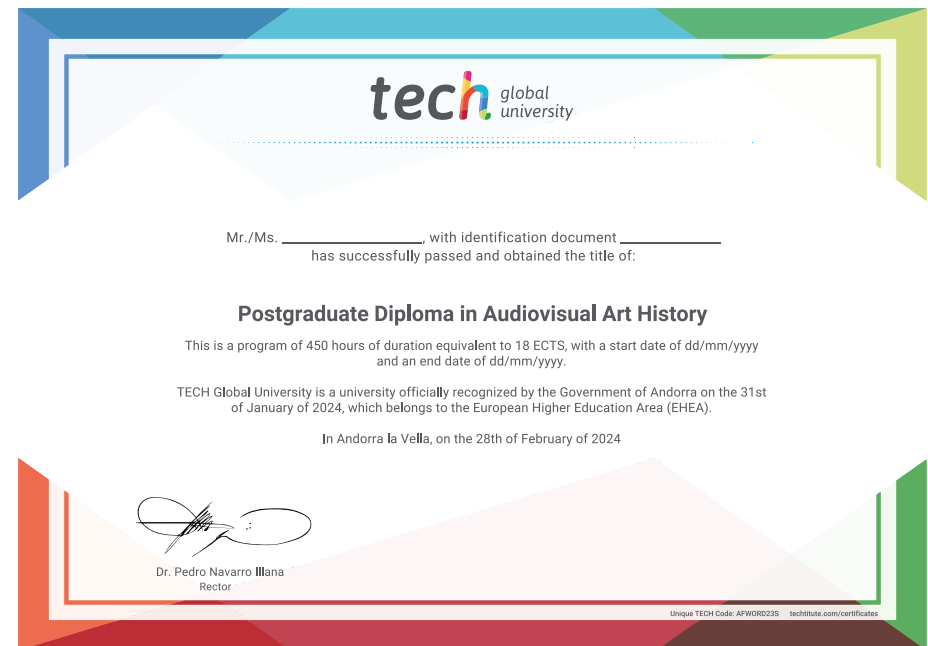 tech global
university
Mr./Ms. ____________, with identification document ____________
has successfully passed and obtained the title of:
Postgraduate Diploma in Audiovisual Art History
This is a program of 450 hours of duration equivalent to 18 ECTS, with a start date of dd/mm/yyyy
and an end date of dd/mm/yyyy.
TECH Global University is a university officially recognized by the Government of Andorra on the 31st
of January of 2024, which belongs to the European Higher Education Area (EHEA).
In Andorra la Vella, on the 28th of February of 2024
Dr. Pedro Navarro Illana
Rector
Unique TECH Code: AFWORD23S techtitute.com/certificates